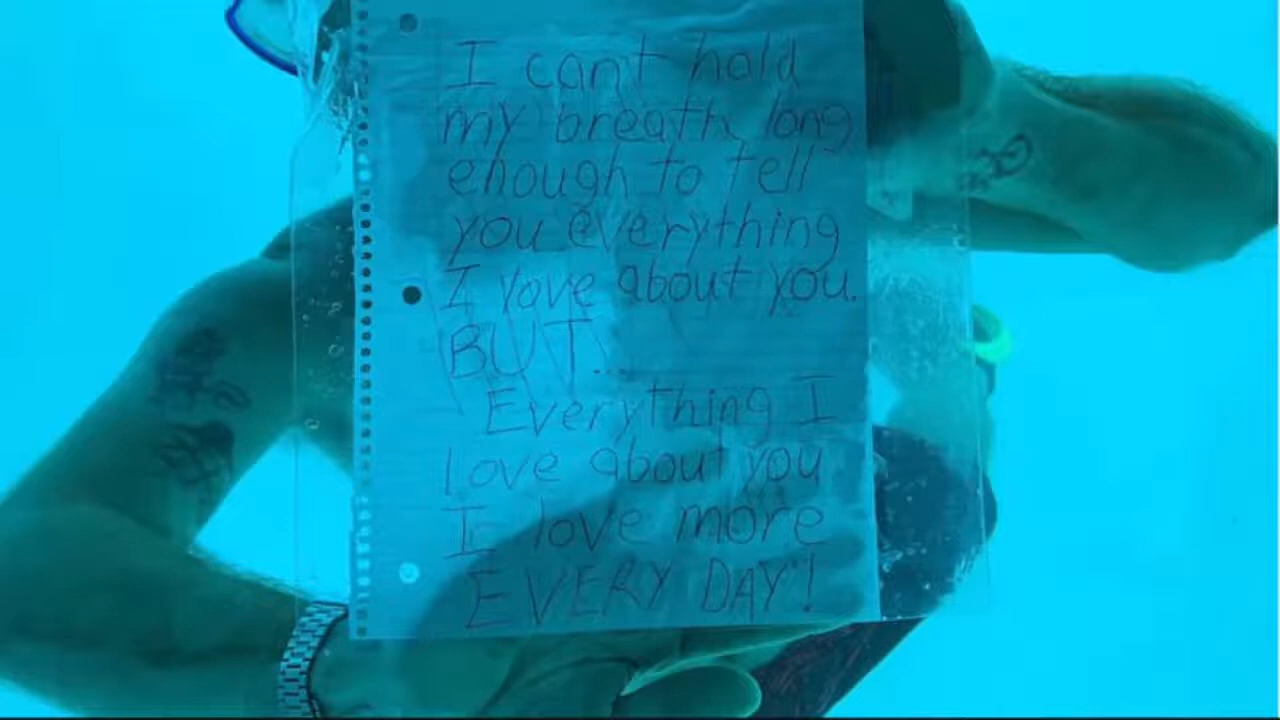 I can't hold
my breath long
enough to tell
you everything
I love about you.
BUT...
Everything I
Love about you
I love more
EVERY DAY!